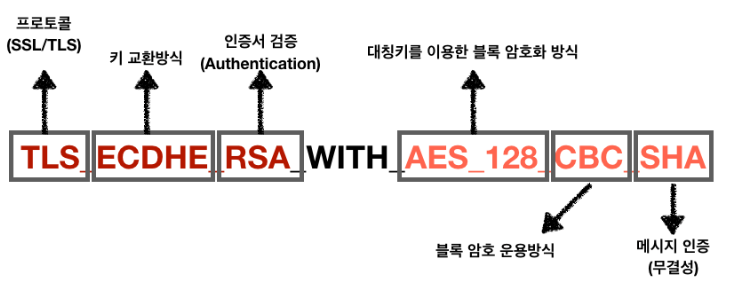 프로토콜
(SSL/TLS)
키 교환방식
인증서 검증
(Authentication)
대칭키를 이용한 블록 암호화 방식
TLS_ECDHE_RSA_WITH_AES_128_CBC_SHA
블록 암호 운용방식
메시지 인증
(무결성)